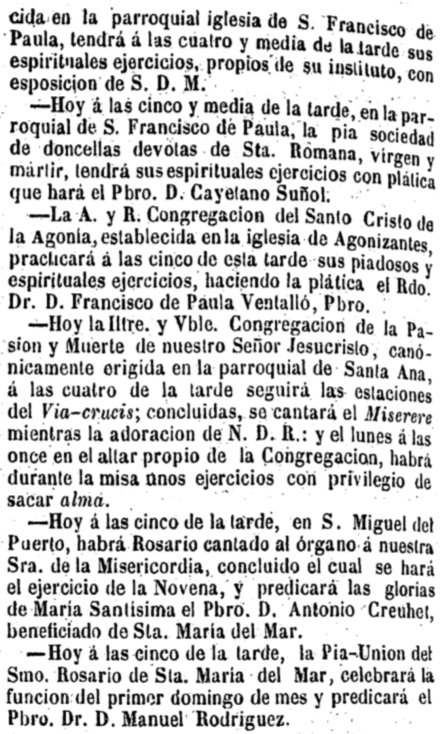 cida en la parroquial iglesia de S. Francisco de
Paula, tendrá á las cuatro y media de la tarde sus
espirituales ejercicios, propios de su instituto, con
esposicion de S. D. M.
—Hoy á las cinco y media de la tarde, en la par-
roquial de S. Francisco de Paula, la pia sociedad
de doncellas devotas de Sta. Romana, virgen y
mártir, tendrá sus espirituales ejercicios con plática
que hará el Pbro. D. Cayetano Suñol.
—La A. y R. Congregacion del Santo Cristo de
la Agonía, establecida en la iglesia de Agonizantes,
practicará á las cinco de esta tarde sus piadosos y
espirituales ejercicios, haciendo la plática el Rdo.
Dr. D. Francisco de Paula Ventalló, Pbro.
—Hoy la Iltre. y Vble. Congregacion de la Pa-
sion y Muerte de nuestro Señor Jesucristo, canó-
nicamente erigida en la parroquial de Santa Ana,
á las cuatro de la tarde seguirá las estaciones
del Via-crucis; concluidas, se cantará el Miserere
mientras la adoracion de N. D. R.: y el lunes á las
once en el altar propio de la Congregacion, habrá
durante la misa unos ejercicios con privilegio de
sacar alma.
—Hoy á las cinco de la tarde, en S. Miguel del
Puerto, habrá Rosario cantado al órgano á nuestra
Sra. de la Misericordia, concluido el cual se hará
el ejercicio de la Novena, y predicará las glorias
de María Santísima el Pbro. D. Antonio Creuhet,
beneficiado de Sta. María del Mar.
—Hoy á las cinco de la tarde, la Pia-Union del
Smo. Rosario de Sta. María del Mar, celebrará la
funcion del primer domingo de mes y predicará el
Pbro. Dr. D. Manuel Rodriguez.